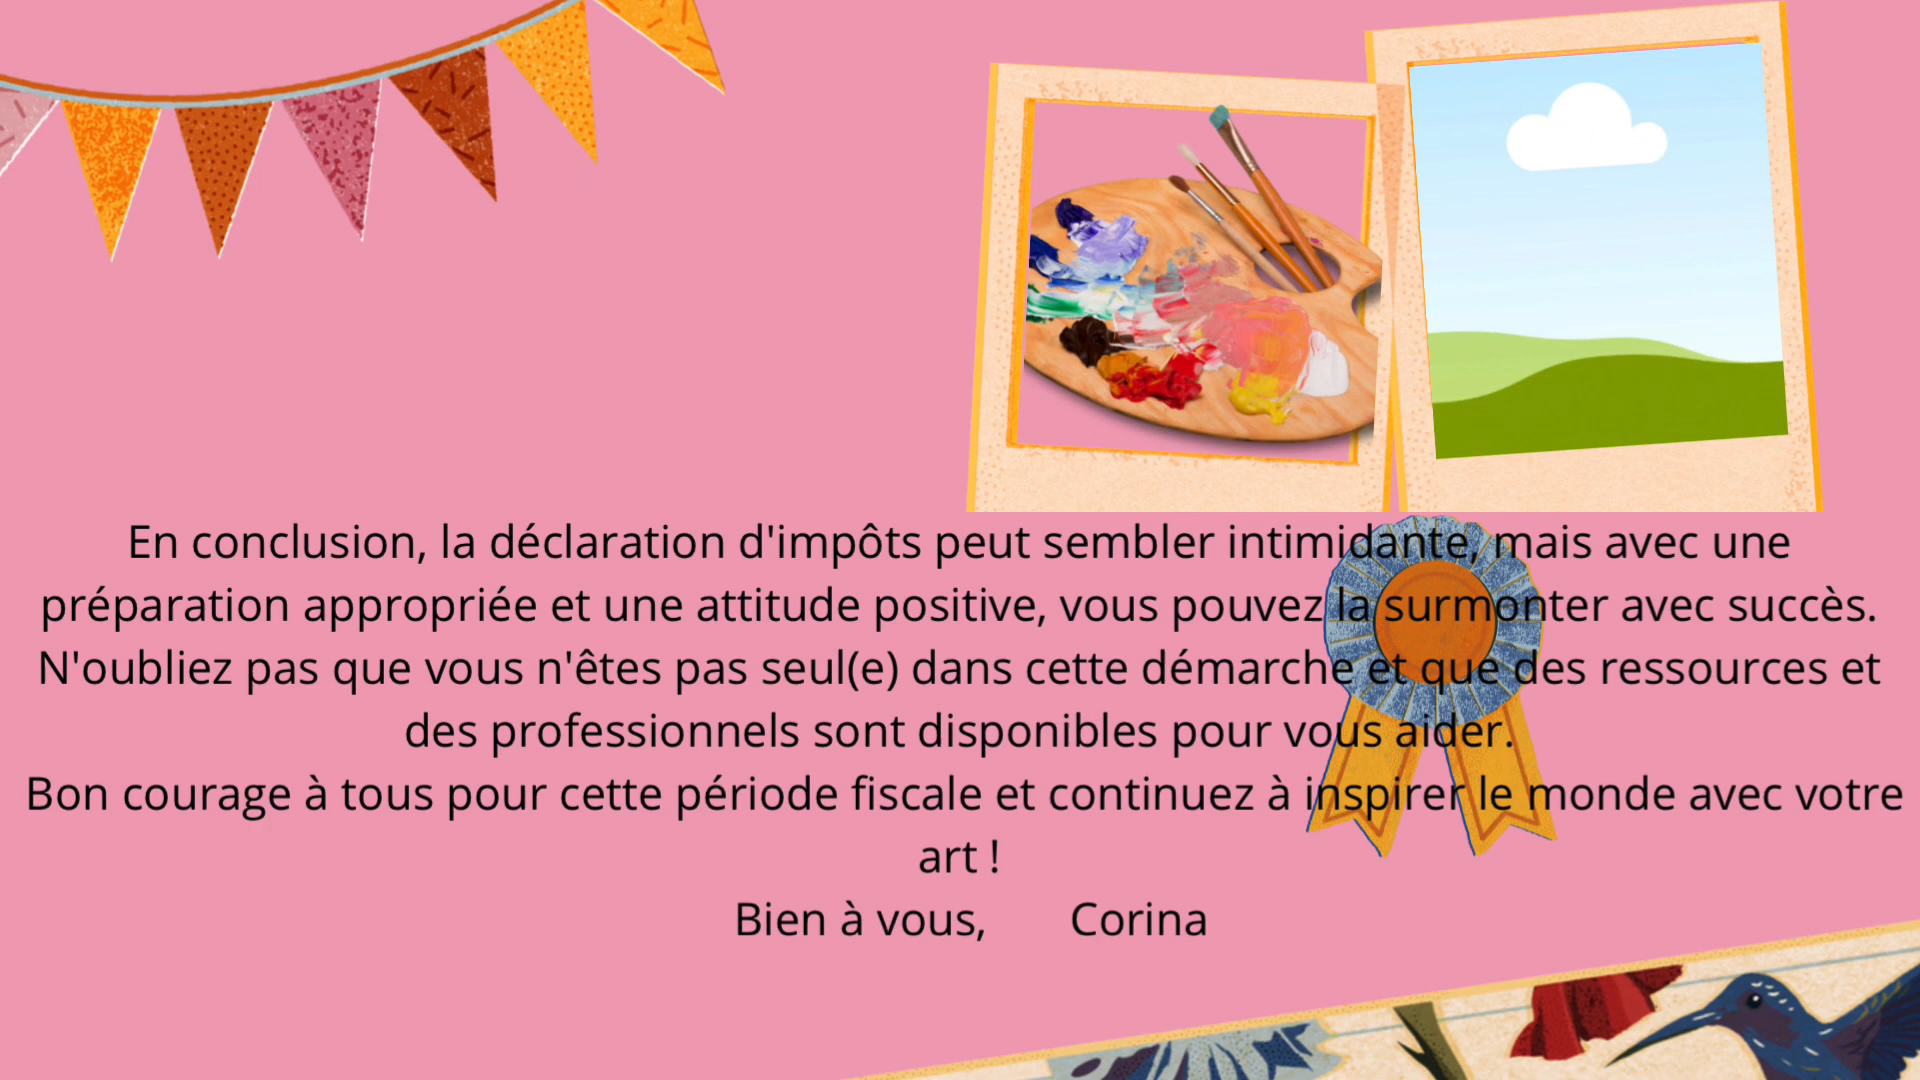 En conclusion, la déclaration d'impôts peut sembler intimidante, mais avec une
préparation appropriée et une attitude positive, vous pouvez la surmonter avec succès.
N'oubliez pas que vous n'êtes pas seul(e) dans cette démarche et que des ressources et
des professionnels sont disponibles pour vous aider.
Bon courage à tous pour cette période fiscale et continuez à inspirer le monde avec votre
art !
Bien à vous, Corina